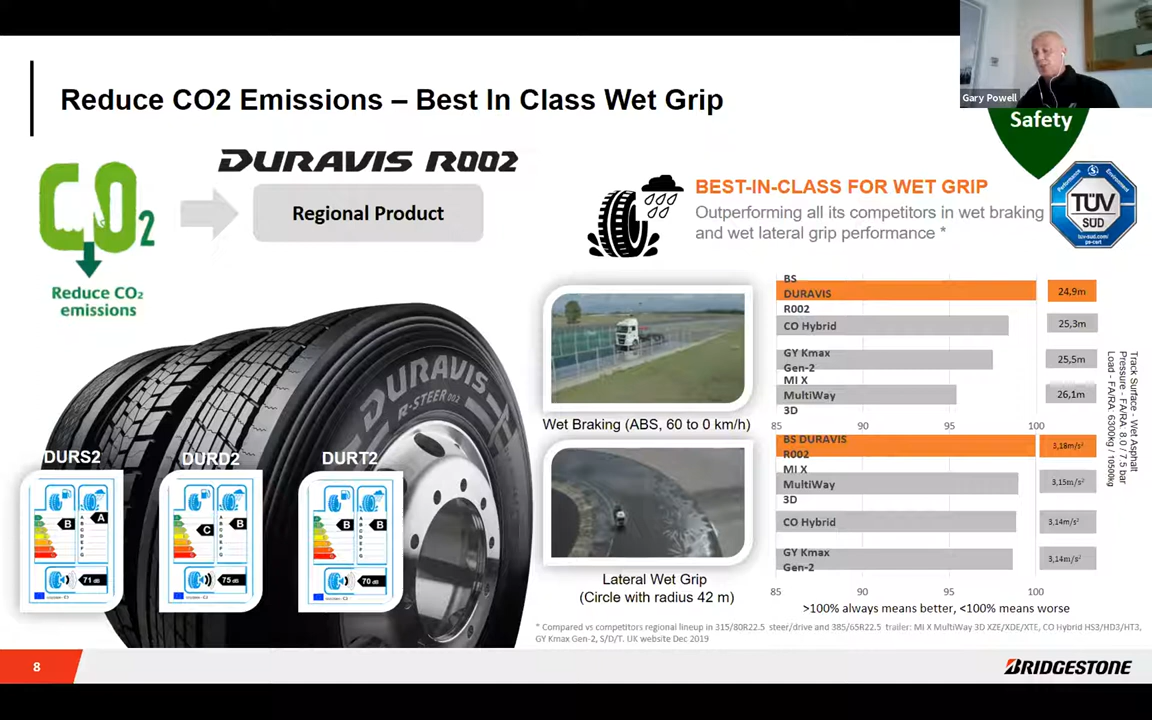 Gary Powell
Reduce CO2 Emissions – Best In Class Wet Grip
Safety
CO2
Reduce CO₂
emissions
DURAVIS R002
Regional Product
BEST-IN-CLASS FOR WET GRIP
Outperforming all its competitors in wet braking
and wet lateral grip performance *
TÜV
SÜD
DURAVIS
R-STEER 002
DURS2
DURD2
DURT2
B
A
71 dB
C
B
75 dB
B
B
70 dB
Wet Braking (ABS, 60 to 0 km/h)
Lateral Wet Grip
(Circle with radius 42 m)
BS
DURAVIS
R002
24,9m
CO Hybrid
25,3m
GY Kmax
Gen-2
25,5m
MI X
MultiWay
3D
26,1m
85 90 95 100
BS DURAVIS
R002
3,18m/s²
MI X
MultiWay
3D
3,15m/s²
CO Hybrid
3,14m/s²
GY Kmax
Gen-2
3,14m/s²
85 90 95 100
>100% always means better, <100% means worse
Track Surface - Wet Asphalt
Pressure - FA/RA: 8.0 / 7.5 bar
Load - FA/RA: 6300kg / 10500kg
* Compared vs competitors regional lineup in 315/80R22.5 steer/drive and 385/65R22.5 trailer: MI X MultiWay 3D XZE/XDE/XTE, CO Hybrid HS3/HD3/HT3,
GY Kmax Gen-2, S/D/T. UK website Dec 2019
8
BRIDGESTONE